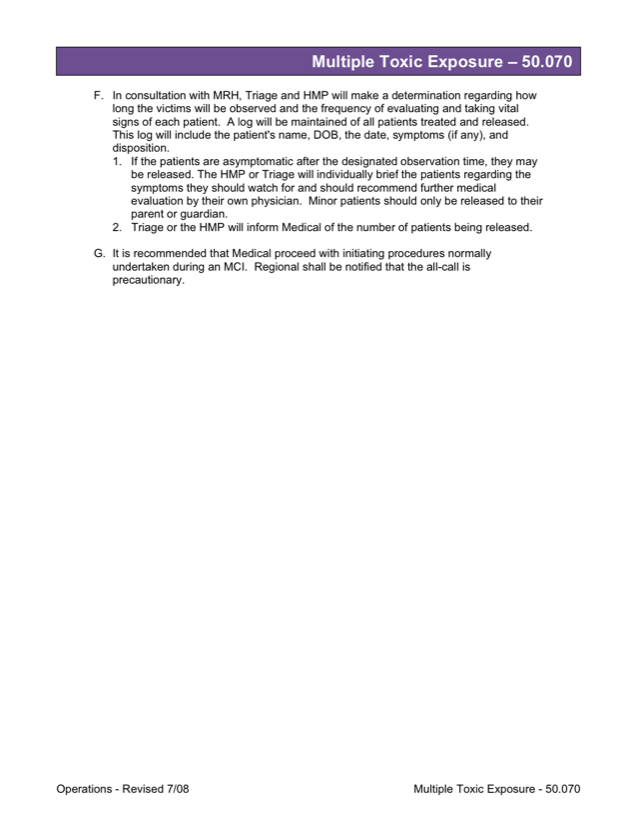 Multiple Toxic Exposure – 50.070
F. In consultation with MRH, Triage and HMP will make a determination regarding how
long the victims will be observed and the frequency of evaluating and taking vital
signs of each patient.  A log will be maintained of all patients treated and released.
This log will include the patient's name, DOB, the date, symptoms (if any), and
disposition.
1. If the patients are asymptomatic after the designated observation time, they may
be released. The HMP or Triage will individually brief the patients regarding the
symptoms they should watch for and should recommend further medical
evaluation by their own physician.  Minor patients should only be released to their
parent or guardian.
2. Triage or the HMP will inform Medical of the number of patients being released.
G. It is recommended that Medical proceed with initiating procedures normally
undertaken during an MCI.  Regional shall be notified that the all-call is
precautionary.
Operations - Revised 7/08 Multiple Toxic Exposure - 50.070